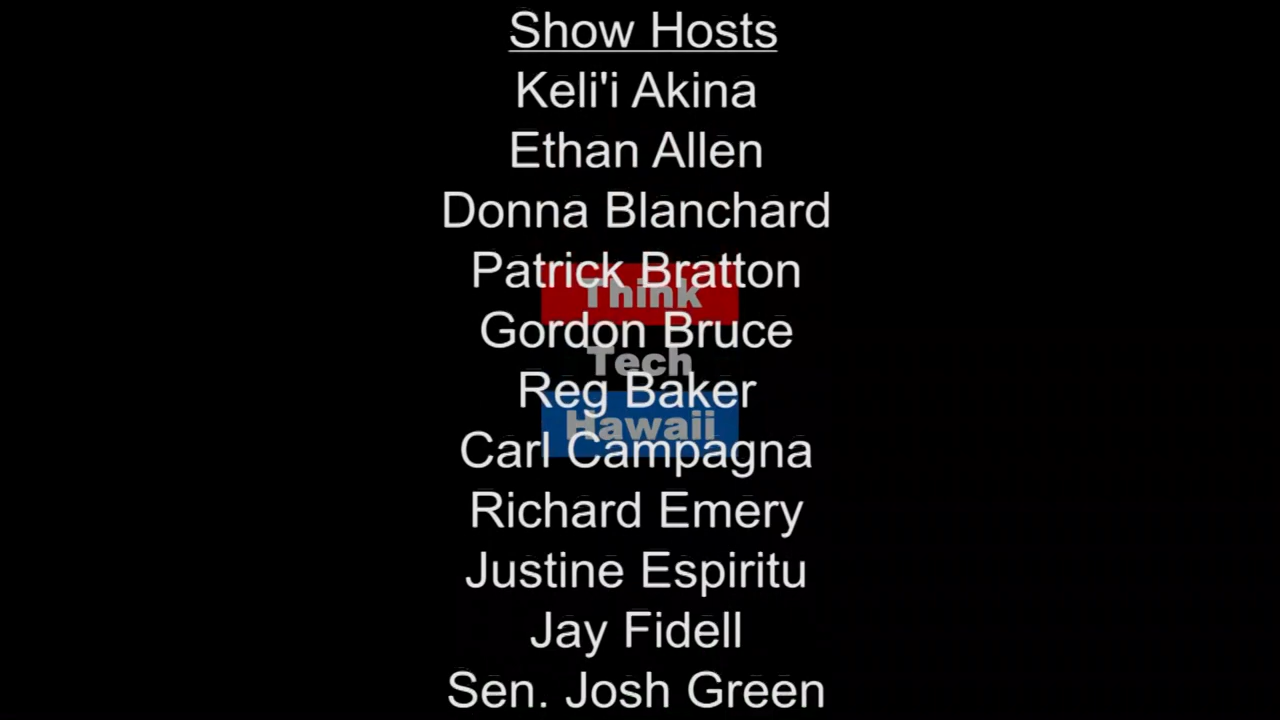 Show Hosts
Keli'i Akina
Ethan Allen
Donna Blanchard
Patrick Bratton
Think
Gordon Bruce
Tech
Reg Baker
Hawaii
Carl Campagna
Richard Emery
Justine Espiritu
Jay Fidell
Sen. Josh Green